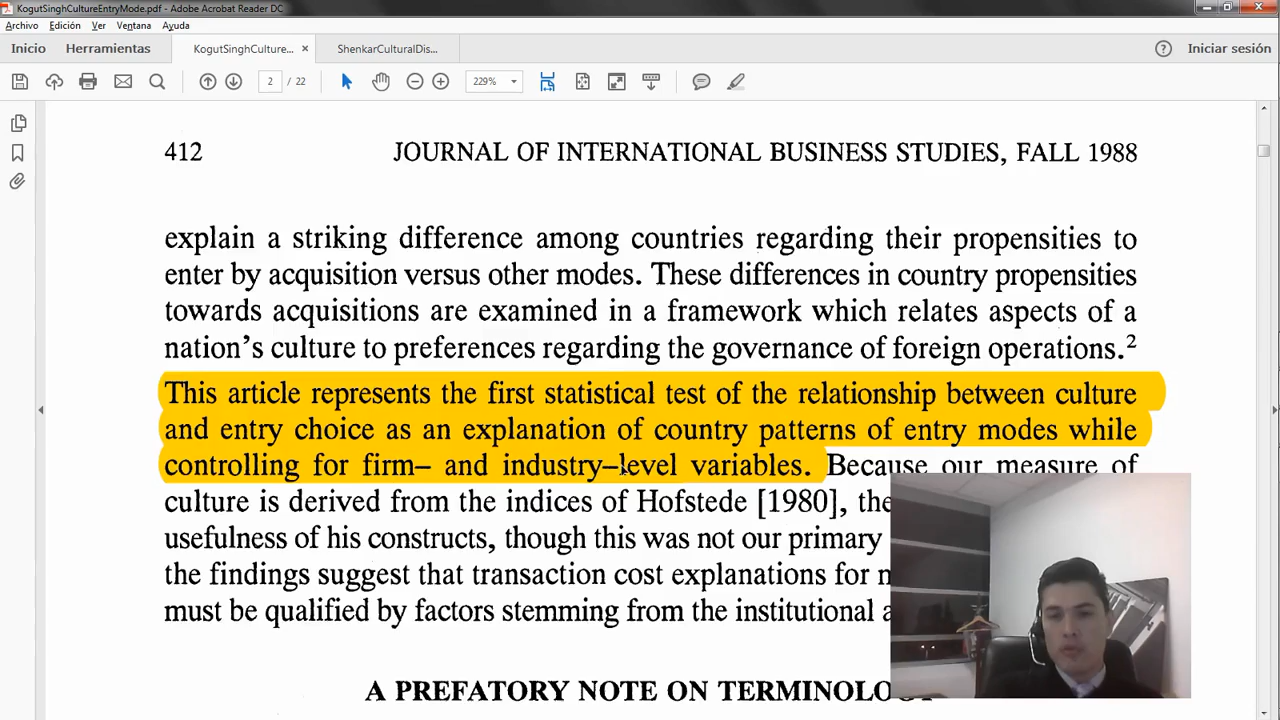 KogutSinghCultureEntryMode.pdf - Adobe Acrobat Reader DC
Archivo Edición Ver Ventana Ayuda
Inicio Herramientas KogutSinghCulture... × ShenkarCulturalDis... Iniciar sesión
2 / 22 229%
412 JOURNAL OF INTERNATIONAL BUSINESS STUDIES, FALL 1988
explain a striking difference among countries regarding their propensities to
enter by acquisition versus other modes. These differences in country propensities
towards acquisitions are examined in a framework which relates aspects of a
nation's culture to preferences regarding the governance of foreign operations.²
This article represents the first statistical test of the relationship between culture
and entry choice as an explanation of country patterns of entry modes while
controlling for firm– and industry–level variables. Because our measure of
culture is derived from the indices of Hofstede [1980], the
usefulness of his constructs, though this was not our primary
the findings suggest that transaction cost explanations for
must be qualified by factors stemming from the institutional
A PREFATORY NOTE ON